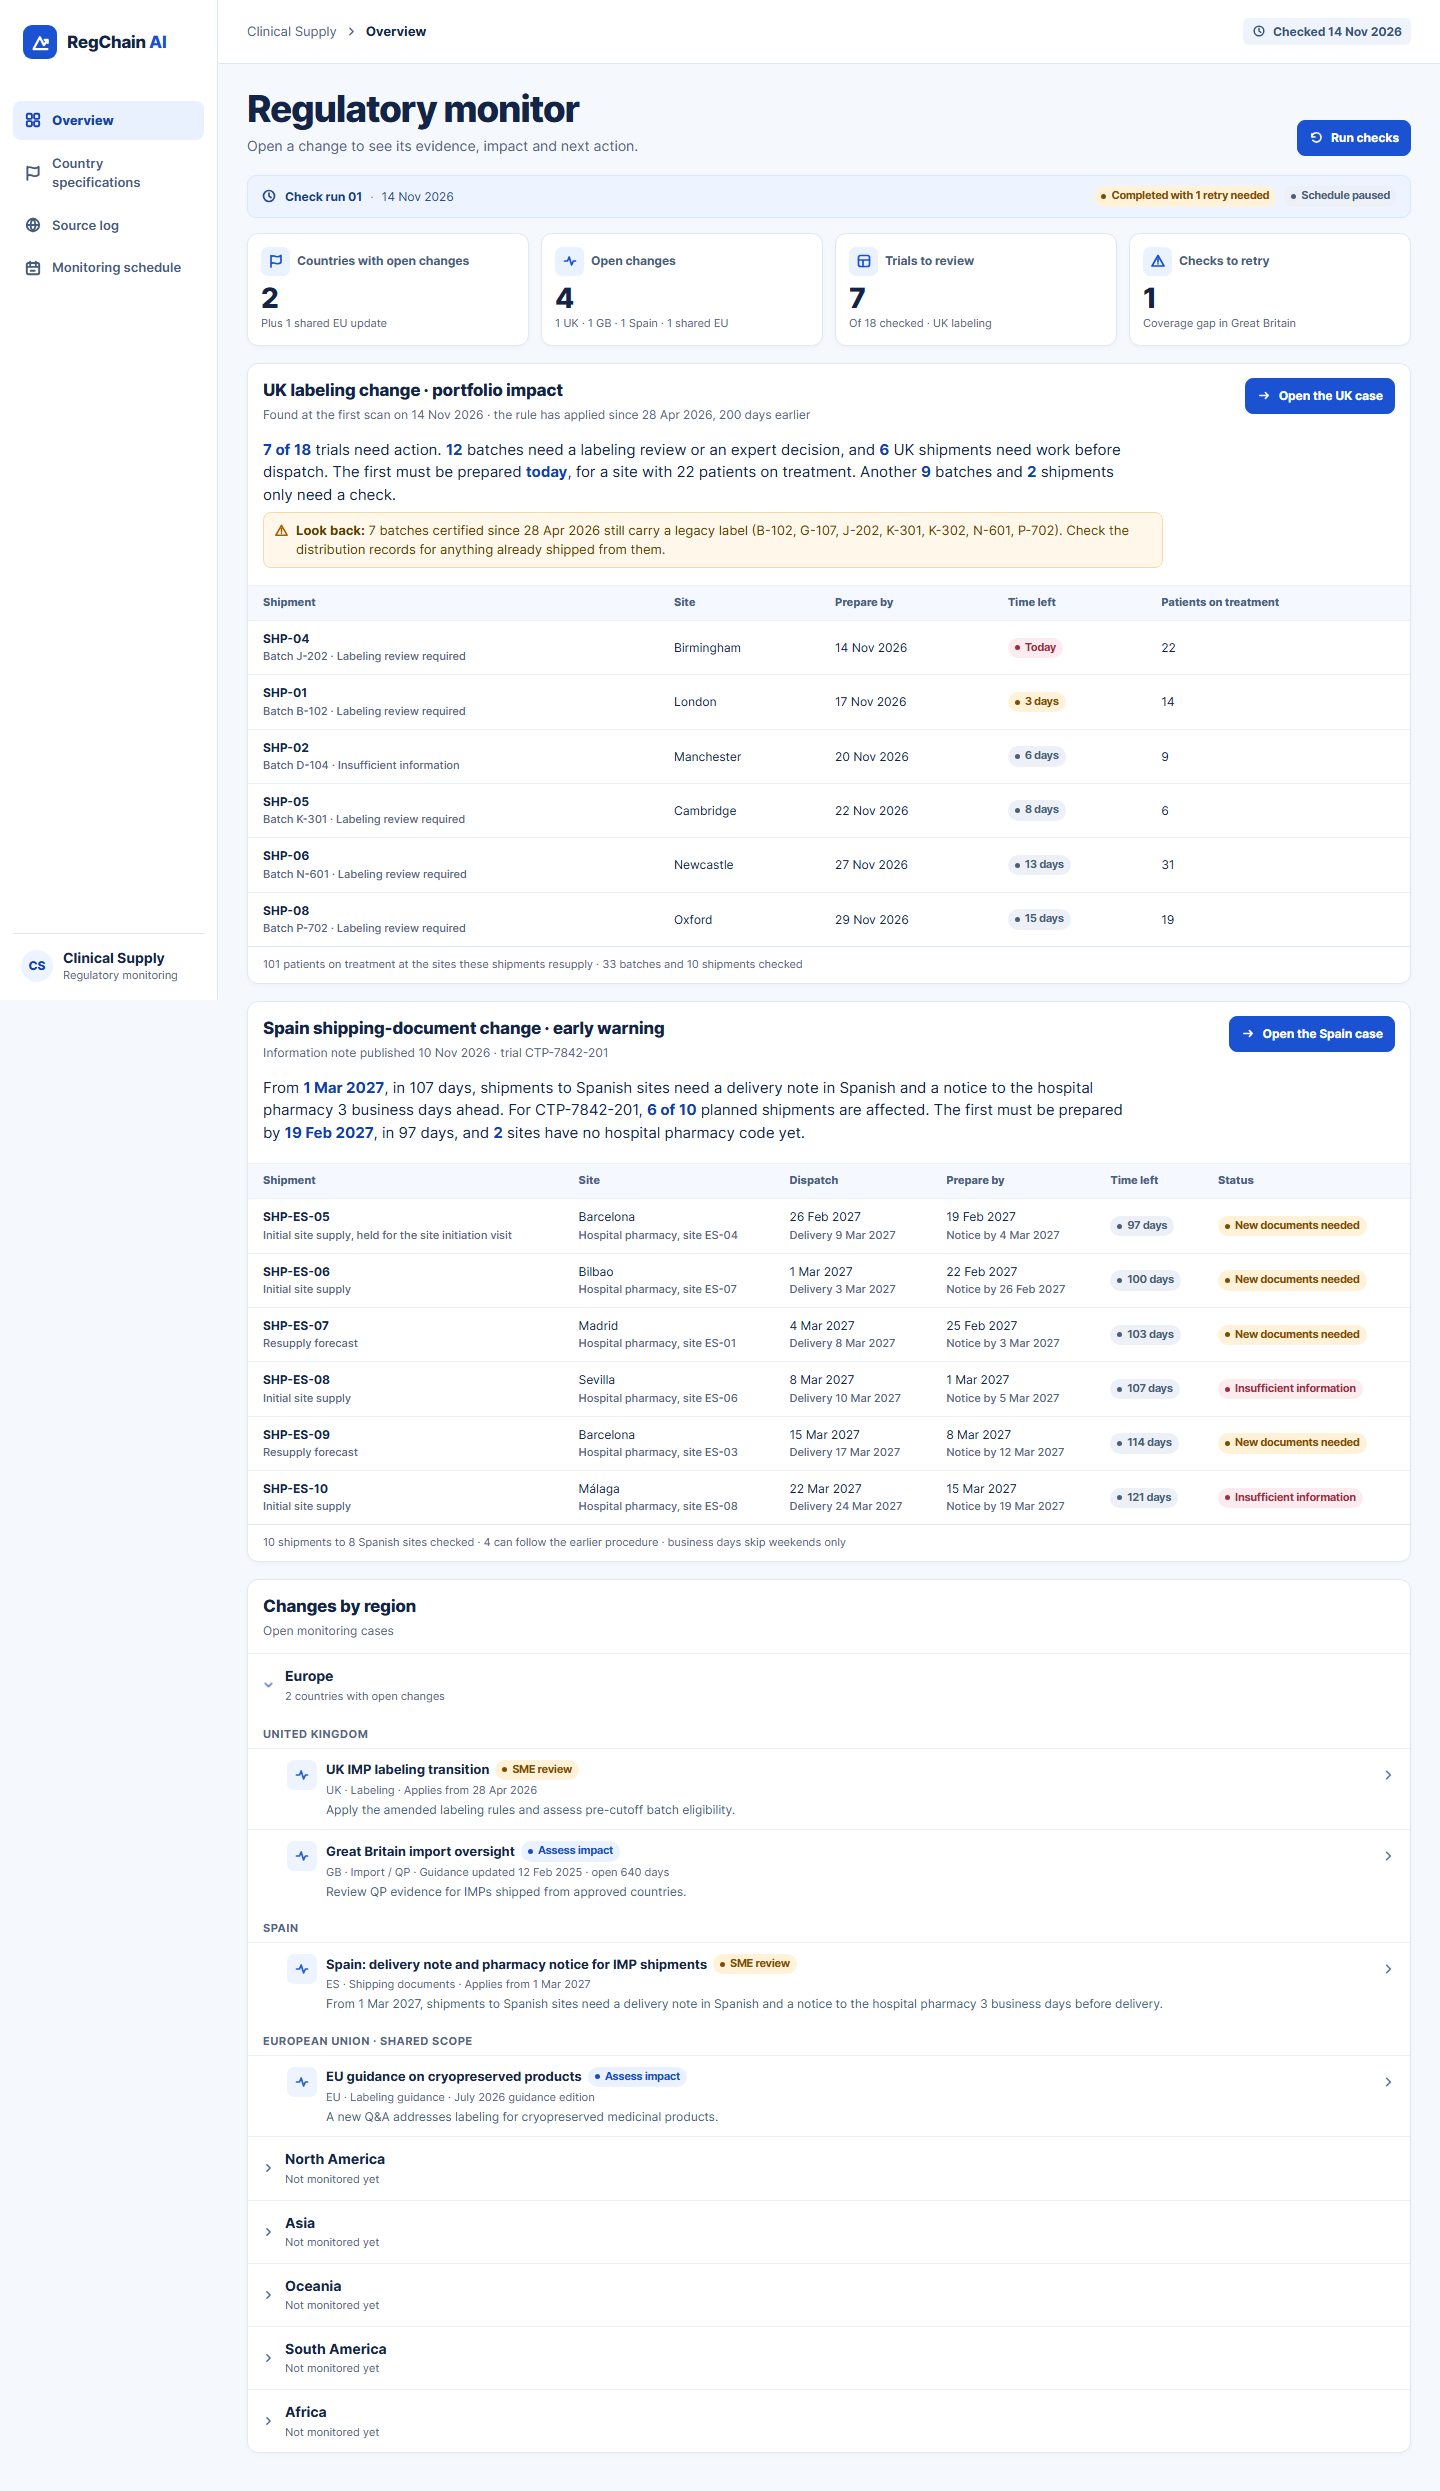 RegChain AI
Overview
Country
specifications
Source log
Monitoring schedule
CS
Clinical Supply
Regulatory monitoring
Clinical Supply > Overview
Checked 14 Nov 2026
Regulatory monitor
Open a change to see its evidence, impact and next action.
Run checks
Check run 01 · 14 Nov 2026
Completed with 1 retry needed
Schedule paused
Countries with open changes
2
Plus 1 shared EU update
Open changes
4
1 UK · 1 GB · 1 Spain · 1 shared EU
Trials to review
7
Of 18 checked · UK labeling
Checks to retry
1
Coverage gap in Great Britain
UK labeling change · portfolio impact
Found at the first scan on 14 Nov 2026 · the rule has applied since 28 Apr 2026, 200 days earlier
Open the UK case
7 of 18 trials need action. 12 batches need a labeling review or an expert decision, and 6 UK shipments need work before
dispatch. The first must be prepared today, for a site with 22 patients on treatment. Another 9 batches and 2 shipments
only need a check.
Look back: 7 batches certified since 28 Apr 2026 still carry a legacy label (B-102, G-107, J-202, K-301, K-302, N-601, P-702). Check the
distribution records for anything already shipped from them.
Shipment Site Prepare by Time left Patients on treatment
SHP-04
Batch J-202 · Labeling review required
Birmingham 14 Nov 2026 Today 22
SHP-01
Batch B-102 · Labeling review required
London 17 Nov 2026 3 days 14
SHP-02
Batch D-104 · Insufficient information
Manchester 20 Nov 2026 6 days 9
SHP-05
Batch K-301 · Labeling review required
Cambridge 22 Nov 2026 8 days 6
SHP-06
Batch N-601 · Labeling review required
Newcastle 27 Nov 2026 13 days 31
SHP-08
Batch P-702 · Labeling review required
Oxford 29 Nov 2026 15 days 19
101 patients on treatment at the sites these shipments resupply · 33 batches and 10 shipments checked
Spain shipping-document change · early warning
Information note published 10 Nov 2026 · trial CTP-7842-201
Open the Spain case
From 1 Mar 2027, in 107 days, shipments to Spanish sites need a delivery note in Spanish and a notice to the hospital
pharmacy 3 business days ahead. For CTP-7842-201, 6 of 10 planned shipments are affected. The first must be prepared
by 19 Feb 2027, in 97 days, and 2 sites have no hospital pharmacy code yet.
Shipment Site Dispatch Prepare by Time left Status
SHP-ES-05 Barcelona 26 Feb 2027 19 Feb 2027 97 days New documents needed
Initial site supply, held for the site initiation visit Hospital pharmacy, site ES-04 Delivery 9 Mar 2027 Notice by 4 Mar 2027
SHP-ES-06 Bilbao 1 Mar 2027 22 Feb 2027 100 days New documents needed
Initial site supply Hospital pharmacy, site ES-07 Delivery 3 Mar 2027 Notice by 26 Feb 2027
SHP-ES-07 Madrid 4 Mar 2027 25 Feb 2027 103 days New documents needed
Resupply forecast Hospital pharmacy, site ES-01 Delivery 8 Mar 2027 Notice by 3 Mar 2027
SHP-ES-08 Sevilla 8 Mar 2027 1 Mar 2027 107 days Insufficient information
Initial site supply Hospital pharmacy, site ES-06 Delivery 10 Mar 2027 Notice by 5 Mar 2027
SHP-ES-09 Barcelona 15 Mar 2027 8 Mar 2027 114 days New documents needed
Resupply forecast Hospital pharmacy, site ES-03 Delivery 17 Mar 2027 Notice by 12 Mar 2027
SHP-ES-10 Málaga 22 Mar 2027 15 Mar 2027 121 days Insufficient information
Initial site supply Hospital pharmacy, site ES-08 Delivery 24 Mar 2027 Notice by 19 Mar 2027
10 shipments to 8 Spanish sites checked · 4 can follow the earlier procedure · business days skip weekends only
Changes by region
Open monitoring cases
Europe
2 countries with open changes
UNITED KINGDOM
UK IMP labeling transition SME review
UK · Labeling · Applies from 28 Apr 2026
Apply the amended labeling rules and assess pre-cutoff batch eligibility.
Great Britain import oversight Assess impact
GB · Import / QP · Guidance updated 12 Feb 2025 · open 640 days
Review QP evidence for IMPs shipped from approved countries.
SPAIN
Spain: delivery note and pharmacy notice for IMP shipments SME review
ES · Shipping documents · Applies from 1 Mar 2027
From 1 Mar 2027, shipments to Spanish sites need a delivery note in Spanish and a notice to the hospital pharmacy 3 business days before delivery.
EUROPEAN UNION · SHARED SCOPE
EU guidance on cryopreserved products Assess impact
EU · Labeling guidance · July 2026 guidance edition
A new Q&A addresses labeling for cryopreserved medicinal products.
North America
Not monitored yet
Asia
Not monitored yet
Oceania
Not monitored yet
South America
Not monitored yet
Africa
Not monitored yet